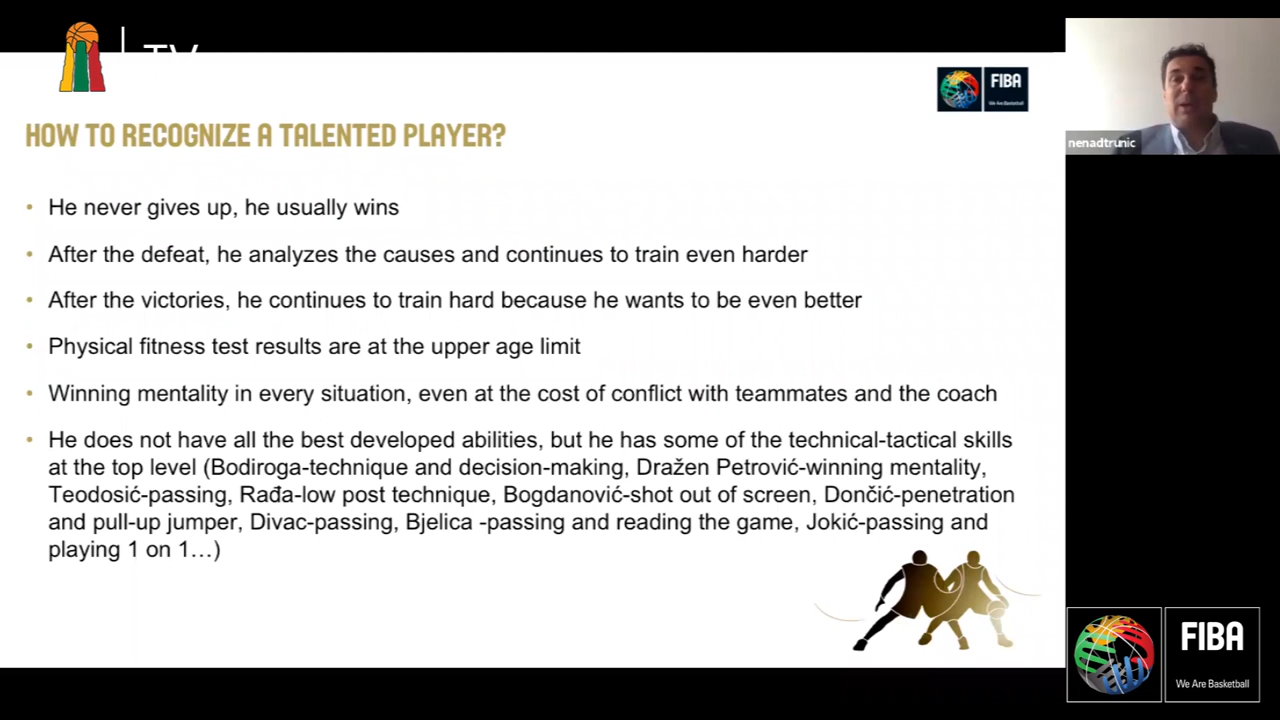 TV
FIBA
We Are Basketball
nenadtrunic
HOW TO RECOGNIZE A TALENTED PLAYER?
• He never gives up, he usually wins
• After the defeat, he analyzes the causes and continues to train even harder
• After the victories, he continues to train hard because he wants to be even better
• Physical fitness test results are at the upper age limit
• Winning mentality in every situation, even at the cost of conflict with teammates and the coach
• He does not have all the best developed abilities, but he has some of the technical-tactical skills
at the top level (Bodiroga-technique and decision-making, Dražen Petrović-winning mentality,
Teodosić-passing, Rađa-low post technique, Bogdanović-shot out of screen, Dončić-penetration
and pull-up jumper, Divac-passing, Bjelica -passing and reading the game, Jokić-passing and
playing 1 on 1…)
FIBA
We Are Basketball